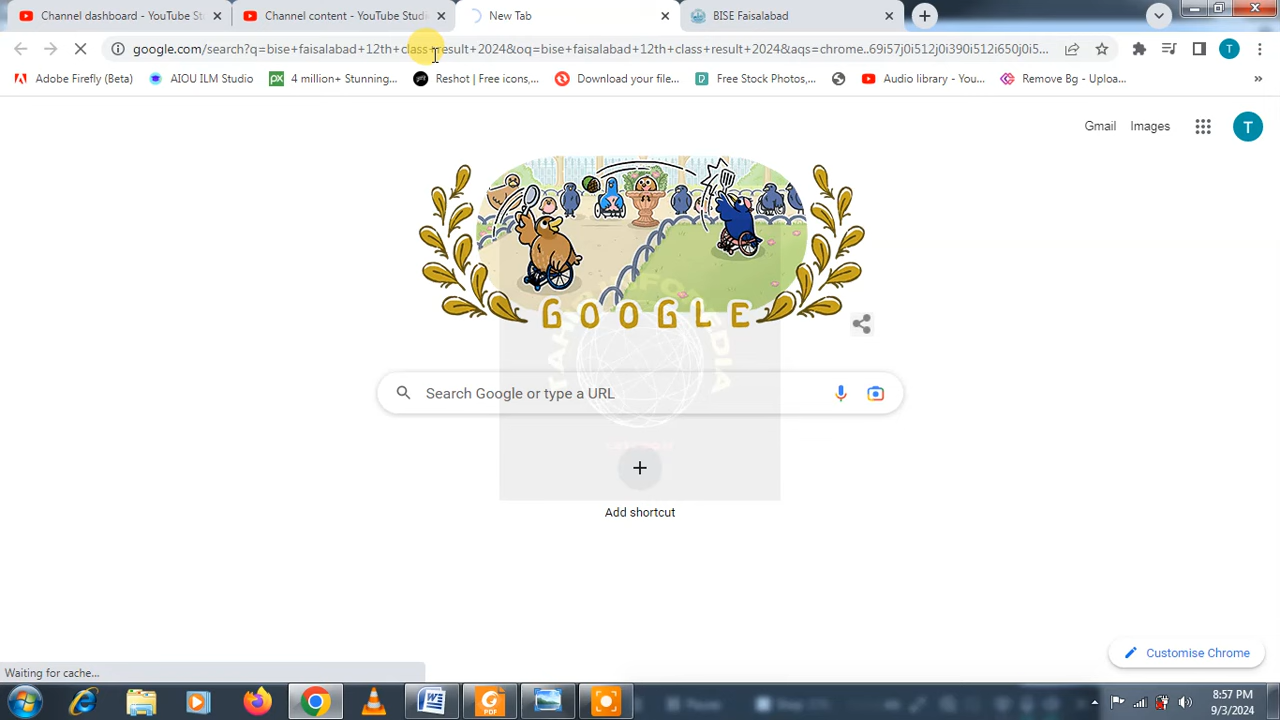 Channel dashboard - YouTube St
Channel content - YouTube Studi
New Tab
BISE Faisalabad
google.com/search?q=bise+faisalabad+12th+class+result+2024&oq=bise+faisalabad+12th+class+result+2024&aqs=chrome..69i57j0i512j0i390i512i650j0i5...
Adobe Firefly (Beta)
AIOU ILM Studio
4 million+ Stunning...
Reshot | Free icons,...
Download your file...
Free Stock Photos,...
Audio library - You...
Remove Bg - Uploa...
»
Gmail
Images
T
T
GOOGLE
Search Google or type a URL
Add shortcut
Customise Chrome
Waiting for cache...
PDF
8:57 PM
9/3/2024